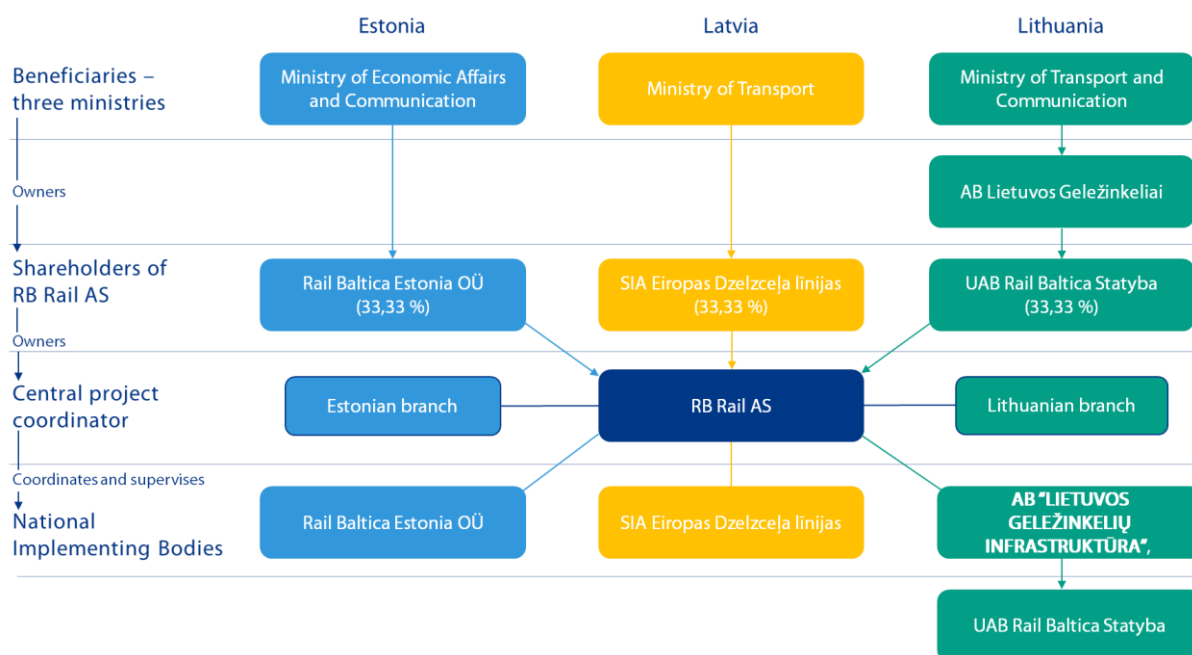 Estonia
Latvia
Lithuania
Beneficiaries –
three ministries
Ministry of Economic Affairs
and Communication
Ministry of Transport
Ministry of Transport and
Communication
Owners
AB Lietuvos Geležinkeliai
Shareholders of
RB Rail AS
Rail Baltica Estonia OÜ
(33,33 %)
SIA Eiropas Dzelzceļa līnijas
(33,33 %)
UAB Rail Baltica Statyba
(33,33 %)
Owners
Central project
coordinator
Estonian branch
RB Rail AS
Lithuanian branch
Coordinates and supervises
National
Implementing Bodies
Rail Baltica Estonia OÜ
SIA Eiropas Dzelzceļa līnijas
AB “LIETUVOS
GELEŽINKELIŲ
INFRASTRUKTŪRA”,
UAB Rail Baltica Statyba